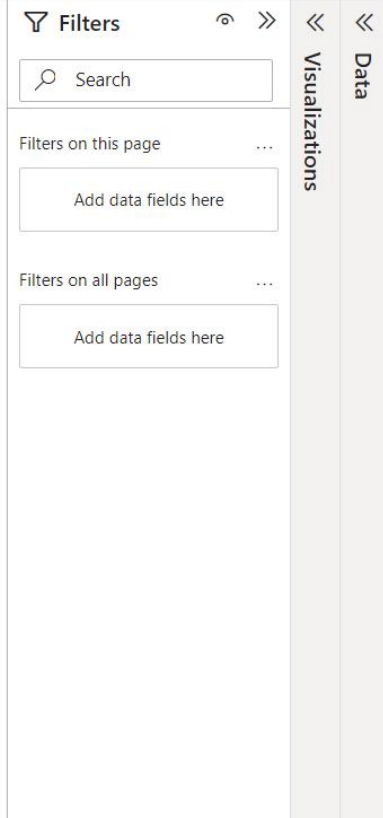 Filters
Search
Filters on this page
...
Add data fields here
Filters on all pages
...
Add data fields here
Visualizations
Data